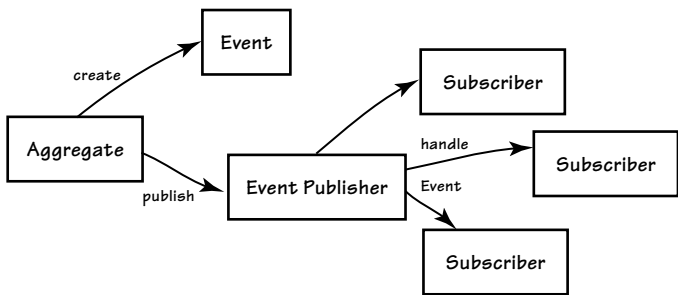 Event
create
Subscriber
Aggregate
handle
Subscriber
publish
Event Publisher
Event
Subscriber